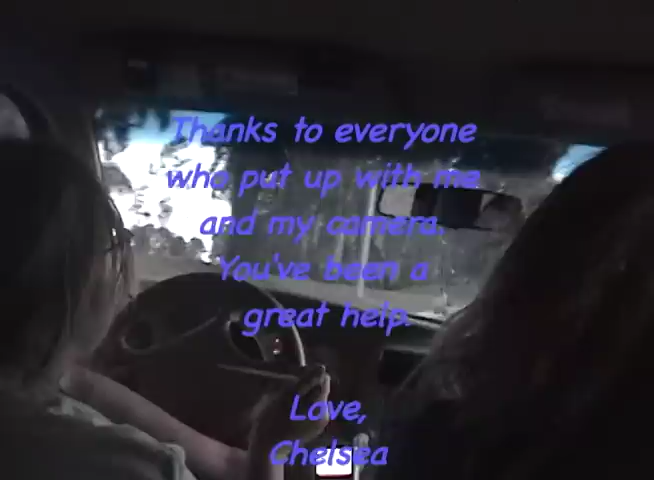 Thanks to everyone
who put up with me
and my camera.
You've been a
great help.
Love,
Chelsea